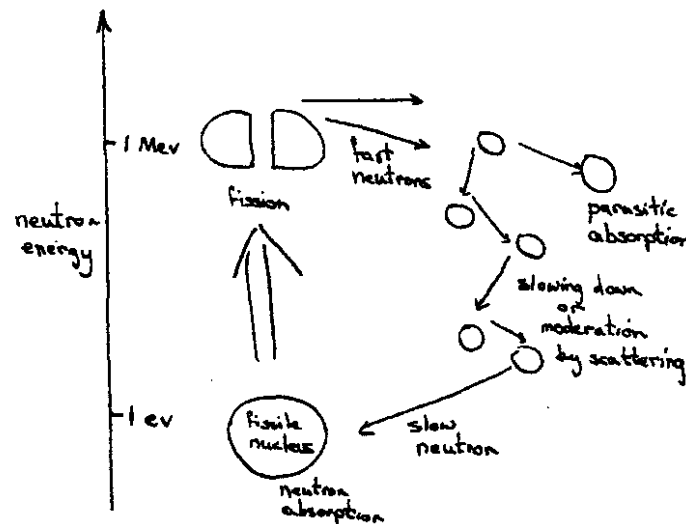 1 Mev
fast
neutrons
fission
parasitic
absorption
neutron
energy
slowing down
or
moderation
by scattering
1 ev
fissile
nucleus
slow
neutron
neutron
absorption